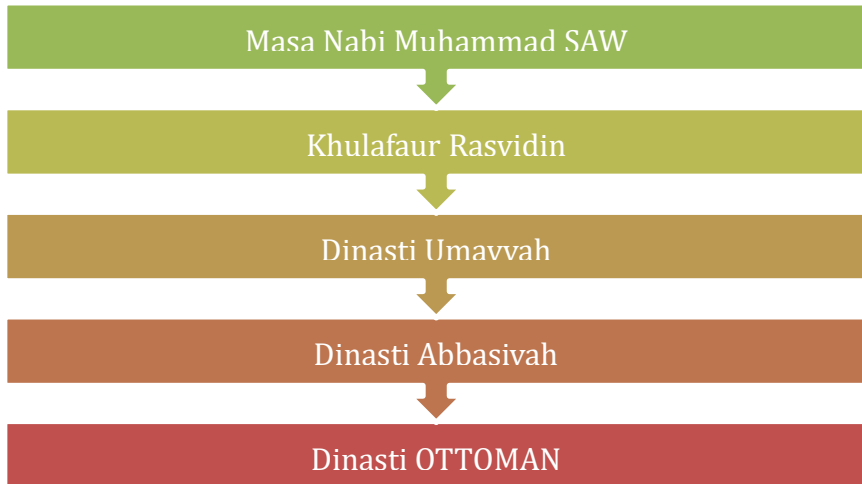 Masa Nabi Muhammad SAW
Khulafaur Rasyidin
Dinasti Umayyah
Dinasti Abbasiyah
Dinasti OTTOMAN